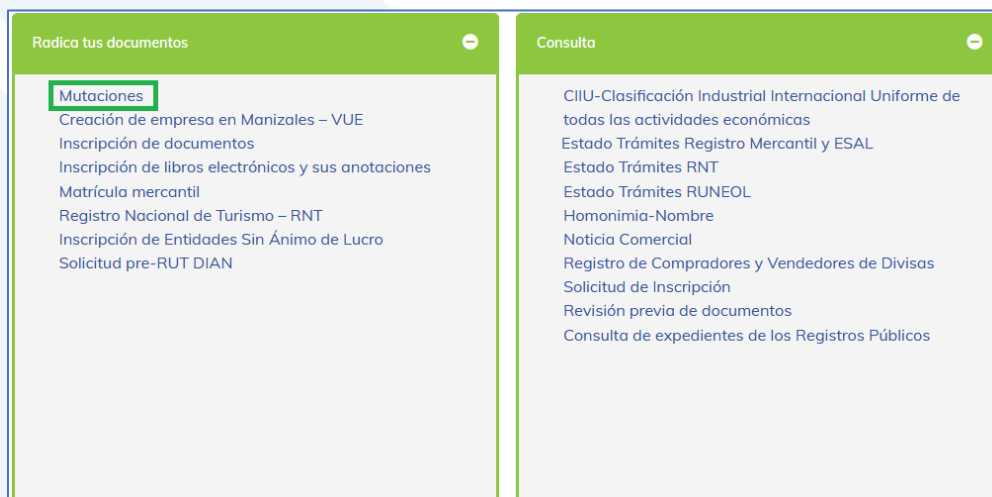 Radica tus documentos
Mutaciones
Creación de empresa en Manizales – VUE
Inscripción de documentos
Inscripción de libros electrónicos y sus anotaciones
Matrícula mercantil
Registro Nacional de Turismo – RNT
Inscripción de Entidades Sin Ánimo de Lucro
Solicitud pre-RUT DIAN
Consulta
CIIU-Clasificación Industrial Internacional Uniforme de
todas las actividades económicas
Estado Trámites Registro Mercantil y ESAL
Estado Trámites RNT
Estado Trámites RUNEOL
Homonimia-Nombre
Noticia Comercial
Registro de Compradores y Vendedores de Divisas
Solicitud de Inscripción
Revisión previa de documentos
Consulta de expedientes de los Registros Públicos